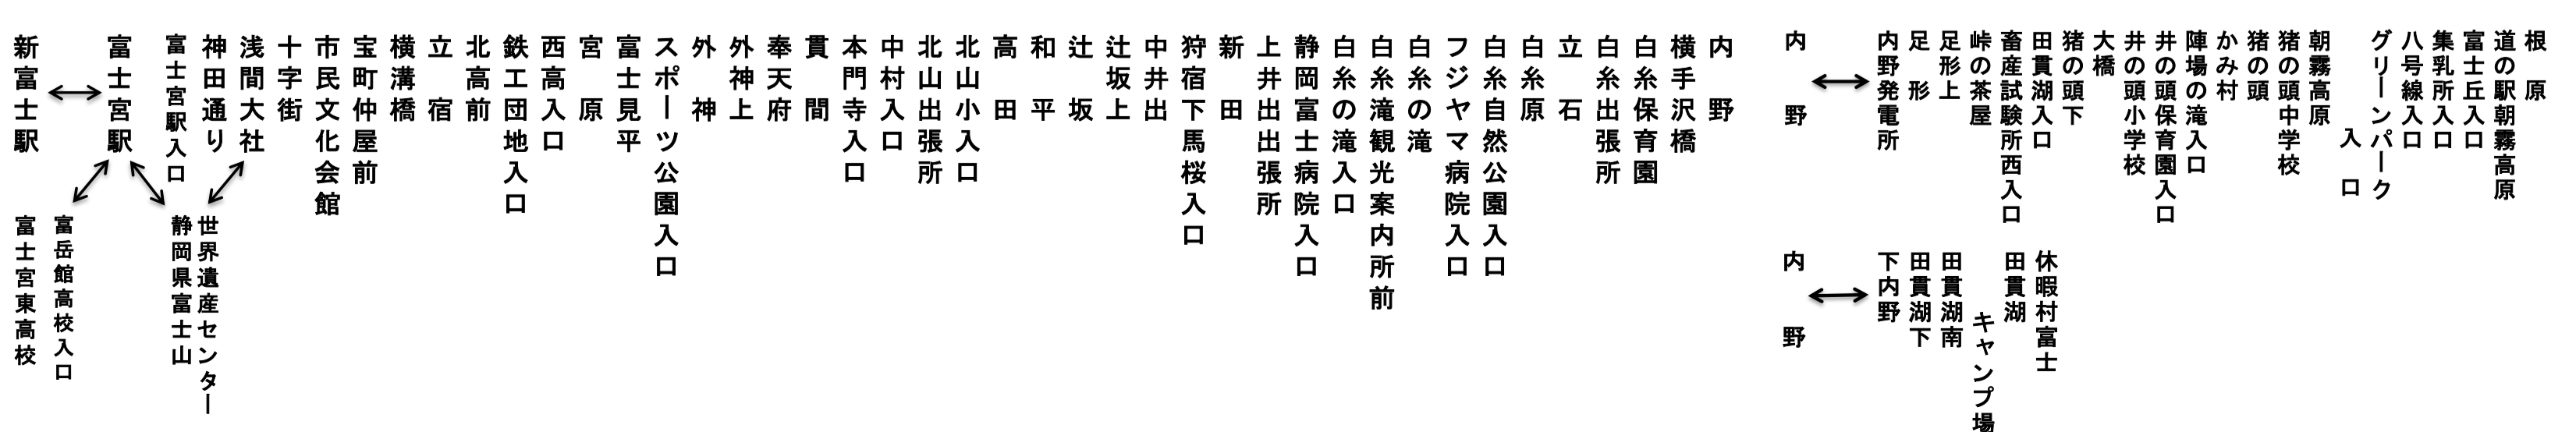 新富士駅
富士宮駅
富士宮駅入口
神田通り
浅間大社
十字街
市民文化会館
宝町仲屋前
横溝橋
立宿
北高前
鉄工団地入口
西高入口
宮原
富士見平
スポーツ公園入口
外神
外神上
奉天府
貫間
本門寺入口
中村入口
北山出張所
北山小入口
高田
和平
辻坂
辻坂上
中井出
狩宿下馬桜入口
新田
上井出出張所
静岡富士病院入口
白糸の滝入口
白糸滝観光案内所前
白糸の滝
フジヤマ病院入口
白糸自然公園入口
白糸原
立石
白糸出張所
白糸保育園
横手沢橋
内野
富士宮東高校
富岳館高校入口
静岡県富士山
世界遺産センター
内野
内野発電所
足形
足形上
峠の茶屋
畜産試験所西入口
田貫湖入口
猪の頭下
大橋
井の頭小学校
井の頭保育園入口
陣場の滝入口
かみ村
猪の頭
猪の頭中学校
朝霧高原
グリーンパーク
入口
八号線入口
集乳所入口
富士丘入口
道の駅朝霧高原
根原
内野
下内野
田貫湖下
田貫湖南
田貫湖
キャンプ場
休暇村富士